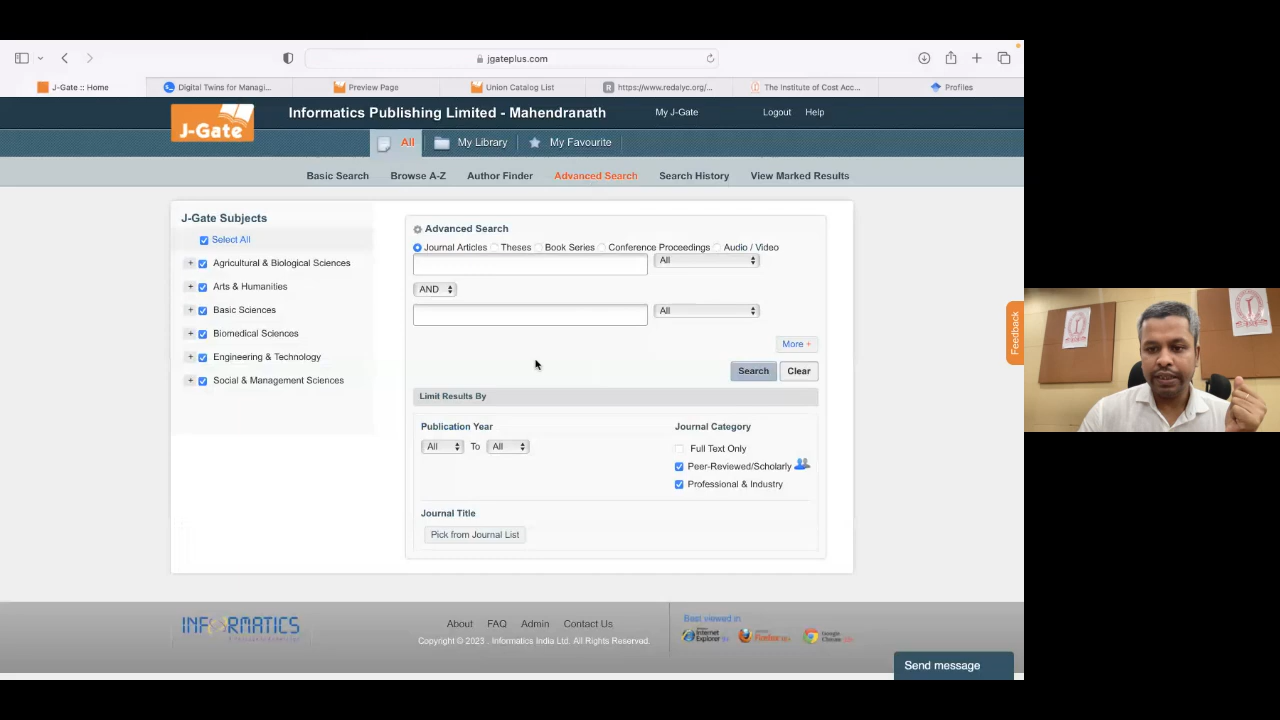 jgateplus.com
J-Gate :: Home
Digital Twins for Managi...
Preview Page
Union Catalog List
https://www.redalyc.org/...
The Institute of Cost Acc...
Profiles
J-Gate
Informatics Publishing Limited - Mahendranath
My J-Gate
Logout
Help
All
My Library
My Favourite
Basic Search
Browse A-Z
Author Finder
Advanced Search
Search History
View Marked Results
J-Gate Subjects
Select All
Agricultural & Biological Sciences
Arts & Humanities
Basic Sciences
Biomedical Sciences
Engineering & Technology
Social & Management Sciences
Advanced Search
Journal Articles Theses Book Series Conference Proceedings Audio / Video
All
AND
All
More +
Search
Clear
Limit Results By
Publication Year
All To All
Journal Category
Full Text Only
Peer-Reviewed/Scholarly
Professional & Industry
Journal Title
Pick from Journal List
Feedback
INFORMATICS
About FAQ Admin Contact Us
Copyright © 2023 . Informatics India Ltd. All Rights Reserved.
Best viewed in
Internet Explorer
Firefox
Google Chrome
Send message